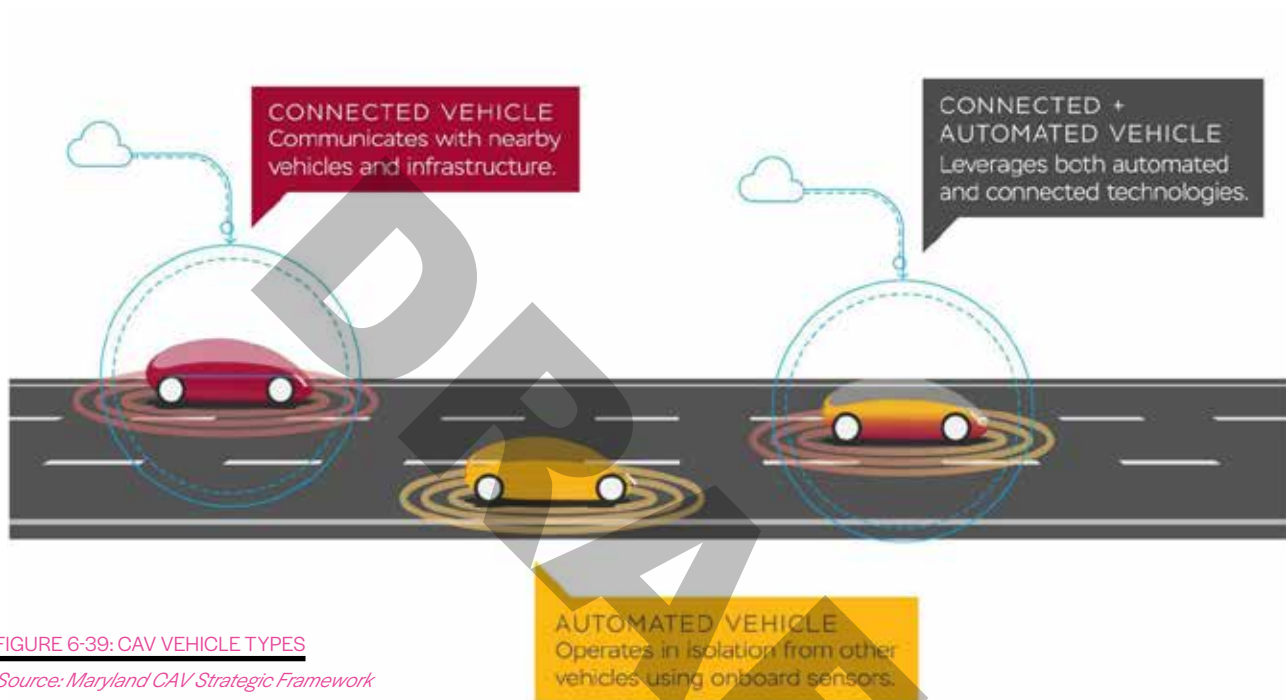 CONNECTED VEHICLE
Communicates with nearby
vehicles and infrastructure.
CONNECTED +
AUTOMATED VEHICLE
Leverages both automated
and connected technologies.
AUTOMATED VEHICLE
Operates in isolation from other
vehicles using onboard sensors.
FIGURE 6-39: CAV VEHICLE TYPES
Source: Maryland CAV Strategic Framework
DRAF